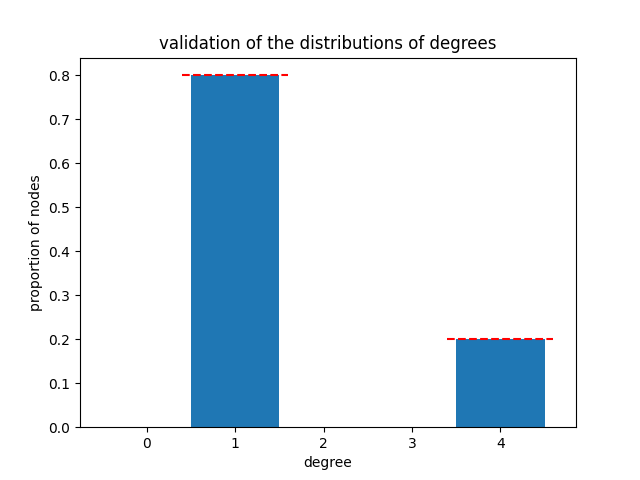 validation of the distributions of degrees
proportion of nodes
0.8
0.7
0.6
0.5
0.4
0.3
0.2
0.1
0.0
0 1 2 3 4
degree